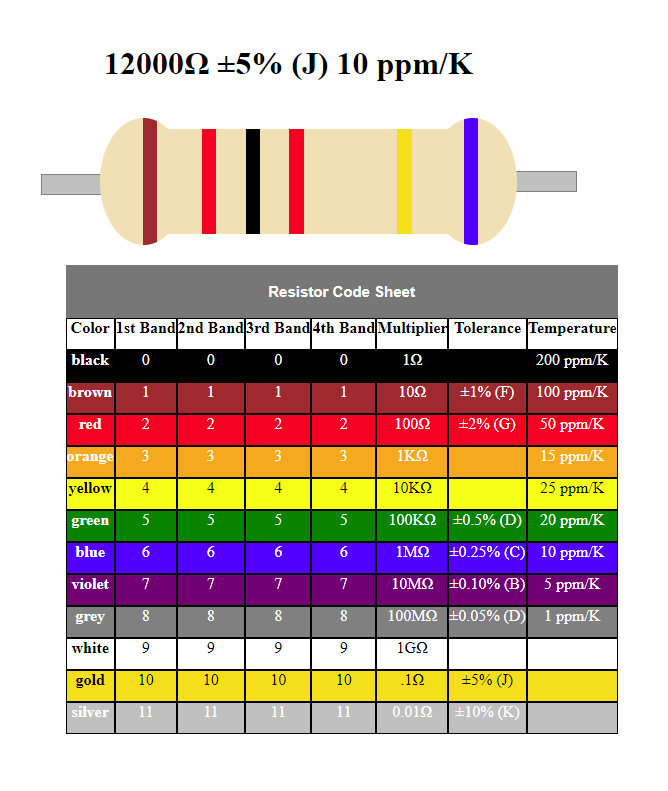 12000Ω ±5% (J) 10 ppm/K
Resistor Code Sheet
Color 1st Band 2nd Band 3rd Band 4th Band Multiplier Tolerance Temperature
black 0 0 0 0 1Ω 200 ppm/K
brown 1 1 1 1 10Ω ±1% (F) 100 ppm/K
red 2 2 2 2 100Ω ±2% (G) 50 ppm/K
orange 3 3 3 3 1KΩ 15 ppm/K
yellow 4 4 4 4 10KΩ 25 ppm/K
green 5 5 5 5 100KΩ ±0.5% (D) 20 ppm/K
blue 6 6 6 6 1MΩ ±0.25% (C) 10 ppm/K
violet 7 7 7 7 10MΩ ±0.10% (B) 5 ppm/K
grey 8 8 8 8 100MΩ ±0.05% (D) 1 ppm/K
white 9 9 9 9 1GΩ
gold 10 10 10 10 .1Ω ±5% (J)
silver 11 11 11 11 0.01Ω ±10% (K)